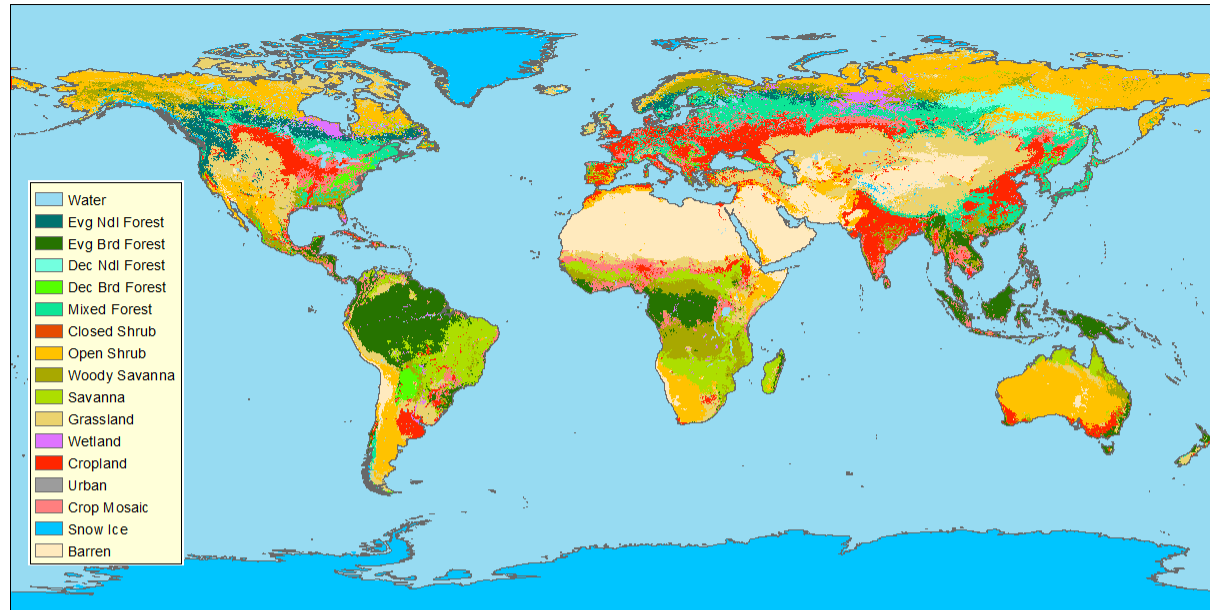 Water
Evg Ndl Forest
Evg Brd Forest
Dec Ndl Forest
Dec Brd Forest
Mixed Forest
Closed Shrub
Open Shrub
Woody Savanna
Savanna
Grassland
Wetland
Cropland
Urban
Crop Mosaic
Snow Ice
Barren